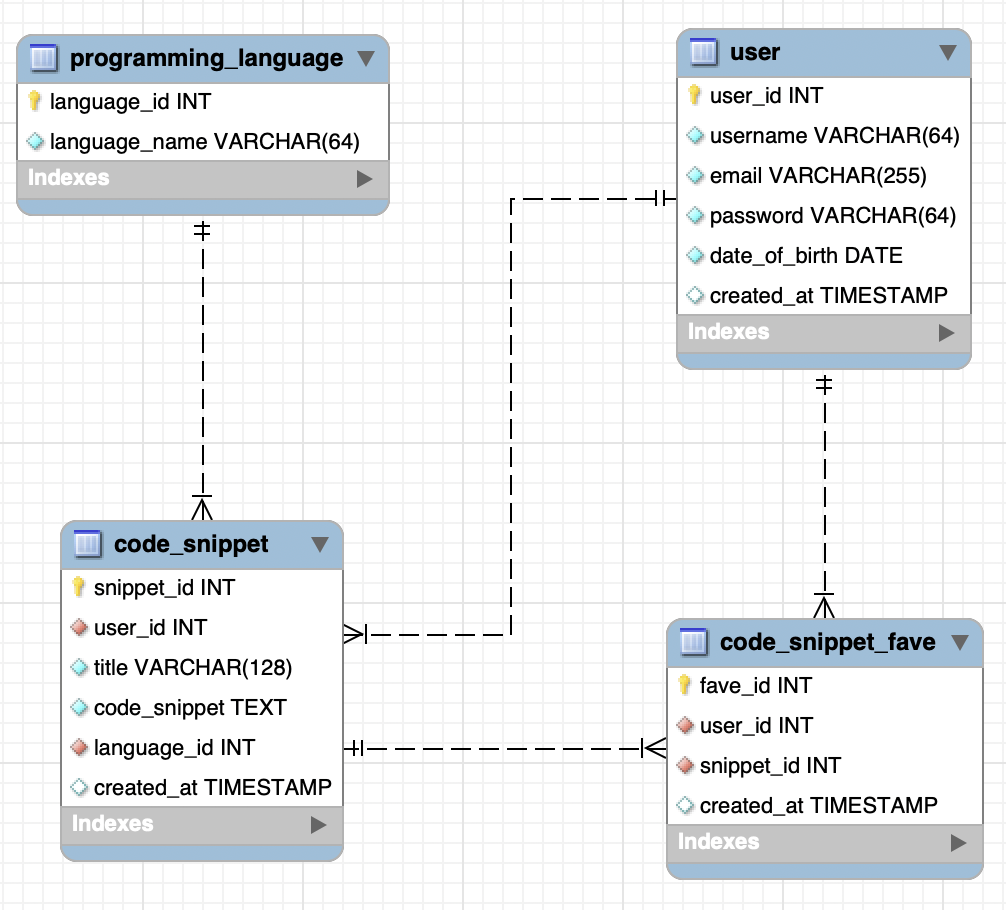 programming_language
language_id INT
language_name VARCHAR(64)
Indexes
user
user_id INT
username VARCHAR(64)
email VARCHAR(255)
password VARCHAR(64)
date_of_birth DATE
created_at TIMESTAMP
Indexes
code_snippet
snippet_id INT
user_id INT
title VARCHAR(128)
code_snippet TEXT
language_id INT
created_at TIMESTAMP
Indexes
code_snippet_fave
fave_id INT
user_id INT
snippet_id INT
created_at TIMESTAMP
Indexes